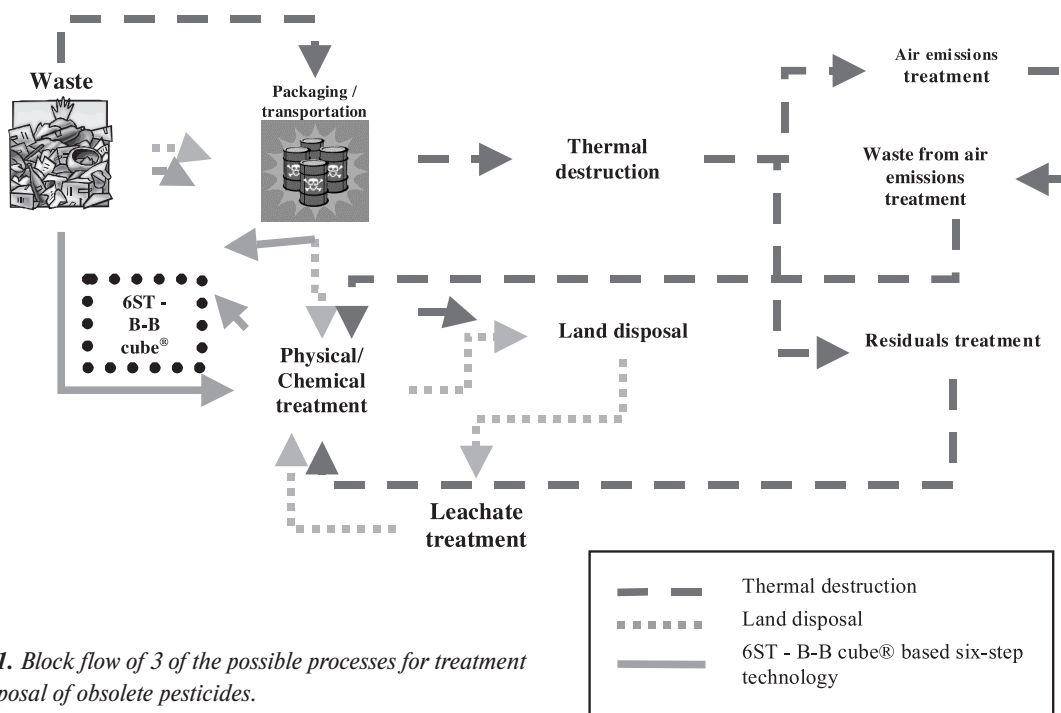 Waste
Packaging /
transportation
Thermal
destruction
Air emissions
treatment
Waste from air
emissions
treatment
6ST -
B-B
cube®
Physical/
Chemical
treatment
Land disposal
Residuals treatment
Leachate
treatment
Thermal destruction
Land disposal
6ST - B-B cube® based six-step
technology
1. Block flow of 3 of the possible processes for treatment
posal of obsolete pesticides.